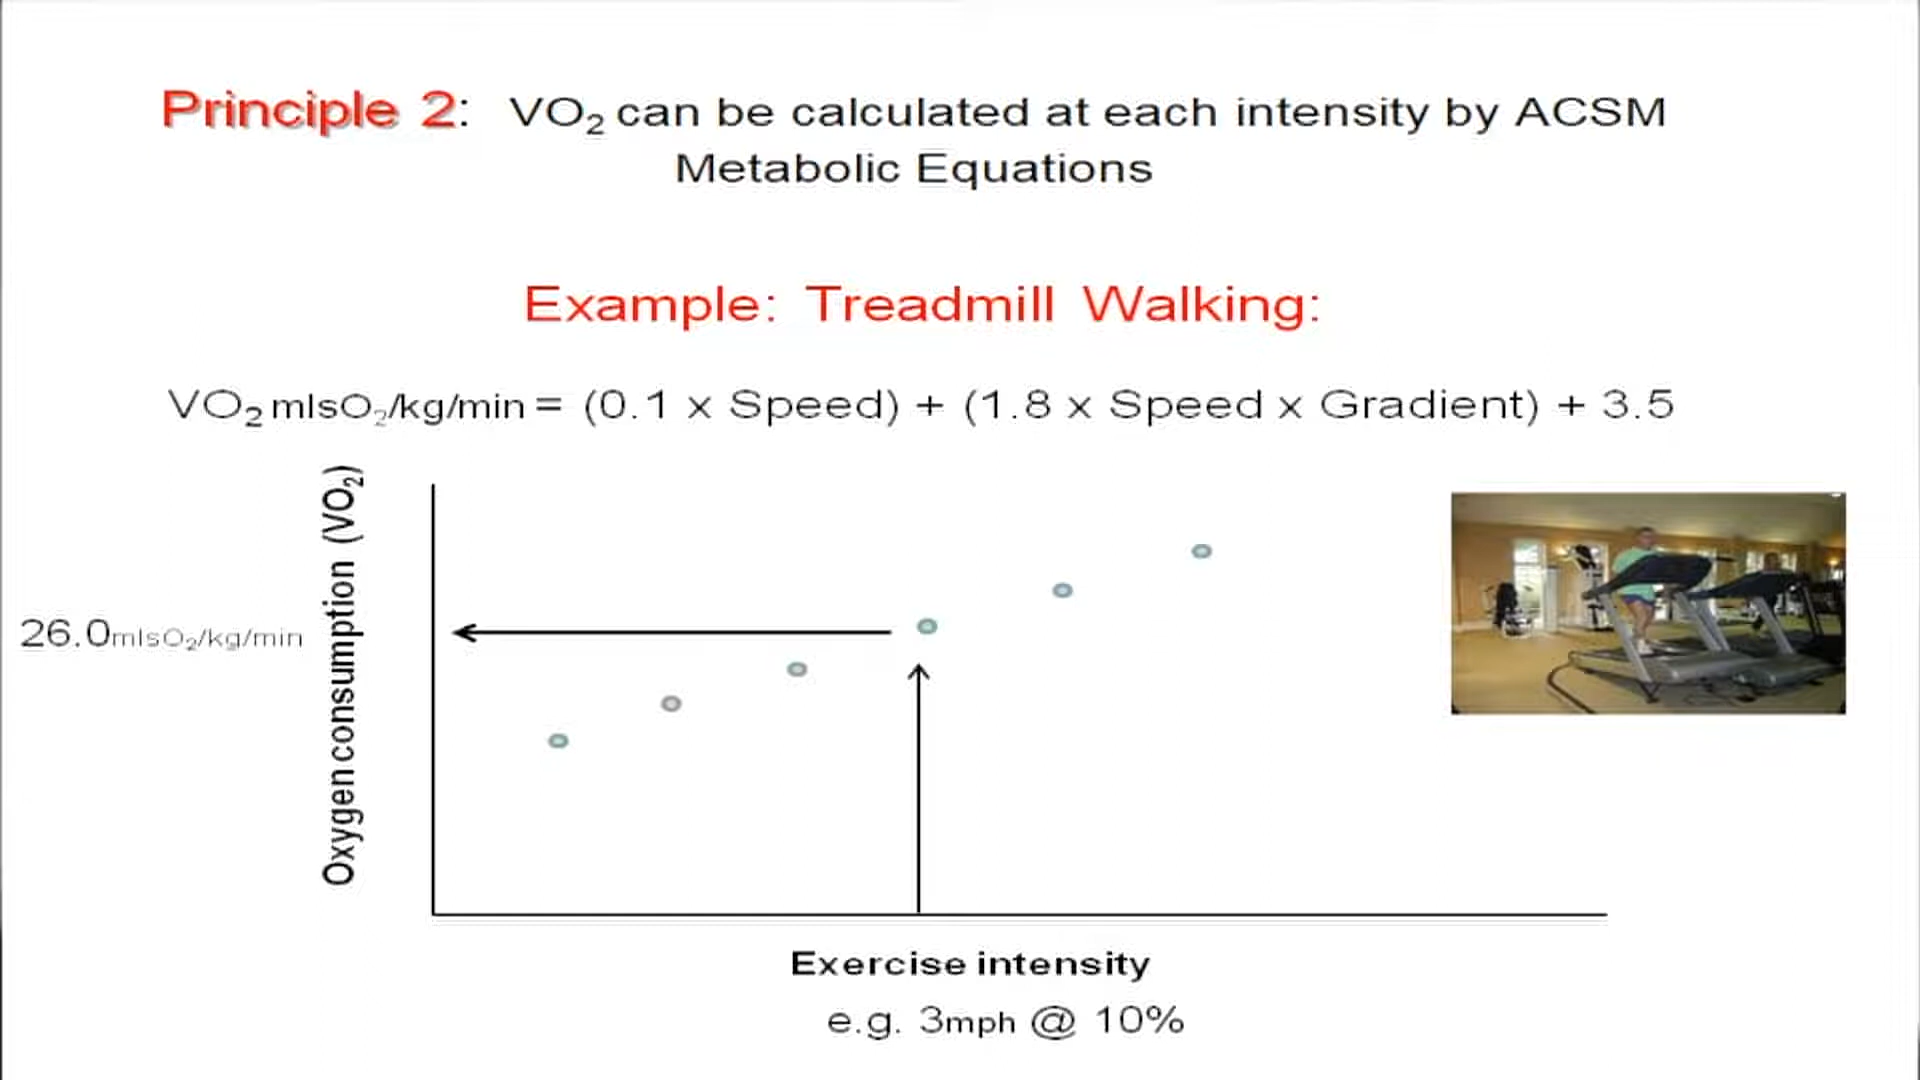 Principle 2: VO₂ can be calculated at each intensity by ACSM
Metabolic Equations
Example: Treadmill Walking:
VO₂ mlsO₂/kg/min = (0.1 x Speed) + (1.8 x Speed x Gradient) + 3.5
Oxygen consumption (VO₂)
26.0mlsO₂/kg/min
Exercise intensity
e.g. 3mph @ 10%